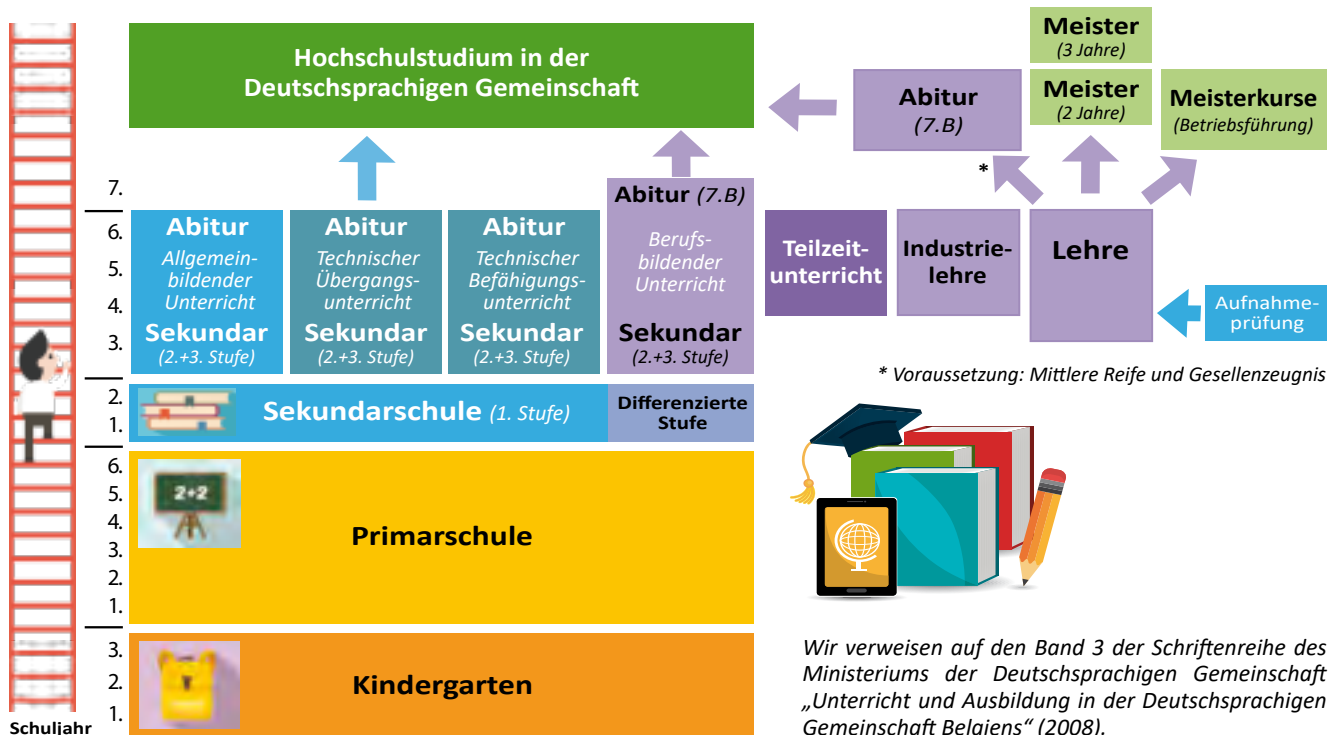 Hochschulstudium in der
Deutschsprachigen Gemeinschaft
Meister
(3 Jahre)
Meister
(2 Jahre)
Abitur
(7.B)
Meisterkurse
(Betriebsführung)
*
7.
6.
5.
4.
3.
Abitur
Allgemein-
bildender
Unterricht
Sekundar
(2.+3. Stufe)
Abitur
Technischer
Übergangs-
unterricht
Sekundar
(2.+3. Stufe)
Abitur
Technischer
Befähigungs-
unterricht
Sekundar
(2.+3. Stufe)
Abitur (7.B)
Berufs-
bildender
Unterricht
Sekundar
(2.+3. Stufe)
Teilzeit-
unterricht
Industrie-
lehre
Lehre
Aufnahme-
prüfung
* Voraussetzung: Mittlere Reife und Gesellenzeugnis
2.
1.
Sekundarschule (1. Stufe)
Differenzierte
Stufe
6.
5.
4.
3.
2.
1.
2+2
Primarschule
3.
2.
1.
Kindergarten
Schuljahr
Wir verweisen auf den Band 3 der Schriftenreihe des
Ministeriums der Deutschsprachigen Gemeinschaft
„Unterricht und Ausbildung in der Deutschsprachigen
Gemeinschaft Belgiens“ (2008).